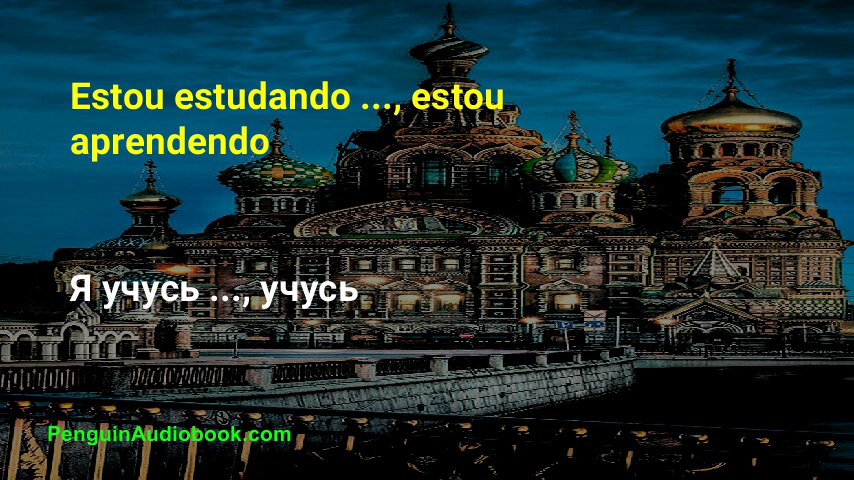 Estou estudando ..., estou
aprendendo
Я учусь ..., учусь
PenguinAudiobook.com